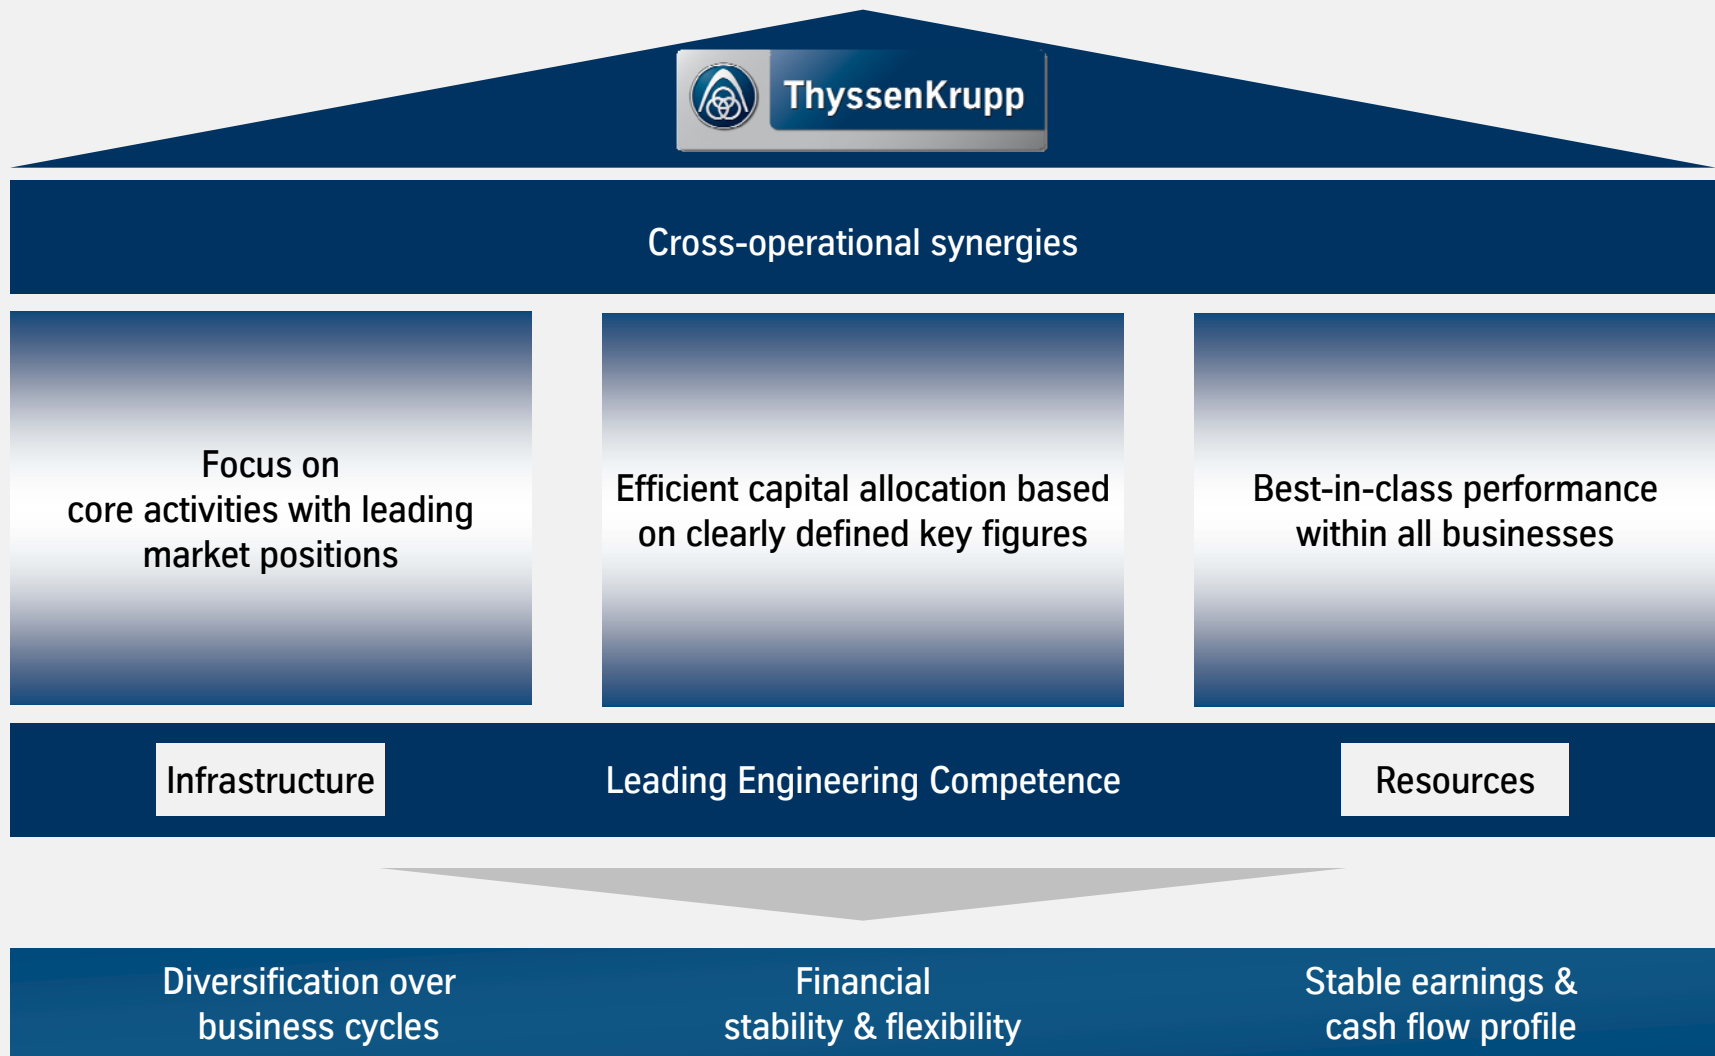 ThyssenKrupp
Cross-operational synergies
Focus on
core activities with leading
market positions
Efficient capital allocation based
on clearly defined key figures
Best-in-class performance
within all businesses
Infrastructure
Leading Engineering Competence
Resources
Diversification over
business cycles
Financial
stability & flexibility
Stable earnings &
cash flow profile